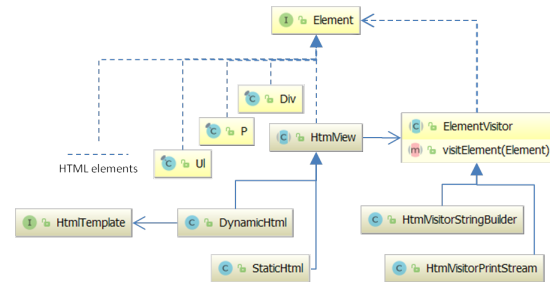 I Element
C Div
C P
C HtmlView
C ElementVisitor
m visitElement(Element)
HTML elements
C Ul
I HtmlTemplate
C DynamicHtml
C HtmlVisitorStringBuilder
C StaticHtml
C HtmlVisitorPrintStream